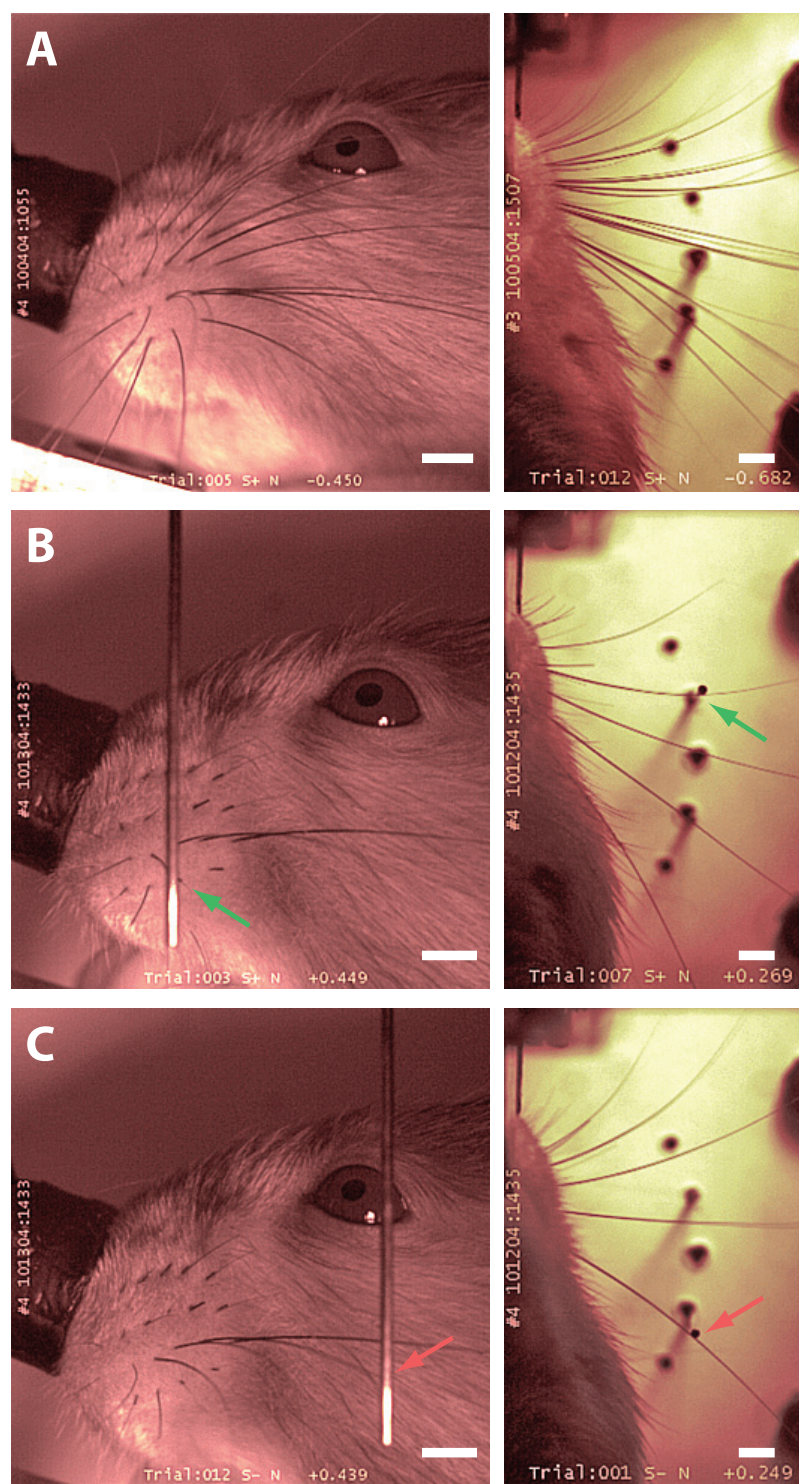 A
#4 100404:1055
Trial:005 S+ N -0.450
#3 100504:1507
Trial:012 S+ N -0.682
B
#4 101304:1433
Trial:003 S+ N +0.449
#4 101204:1435
Trial:007 S+ N +0.269
C
#4 101304:1433
Trial:012 S- N +0.439
#4 101204:1435
Trial:001 S- N +0.249